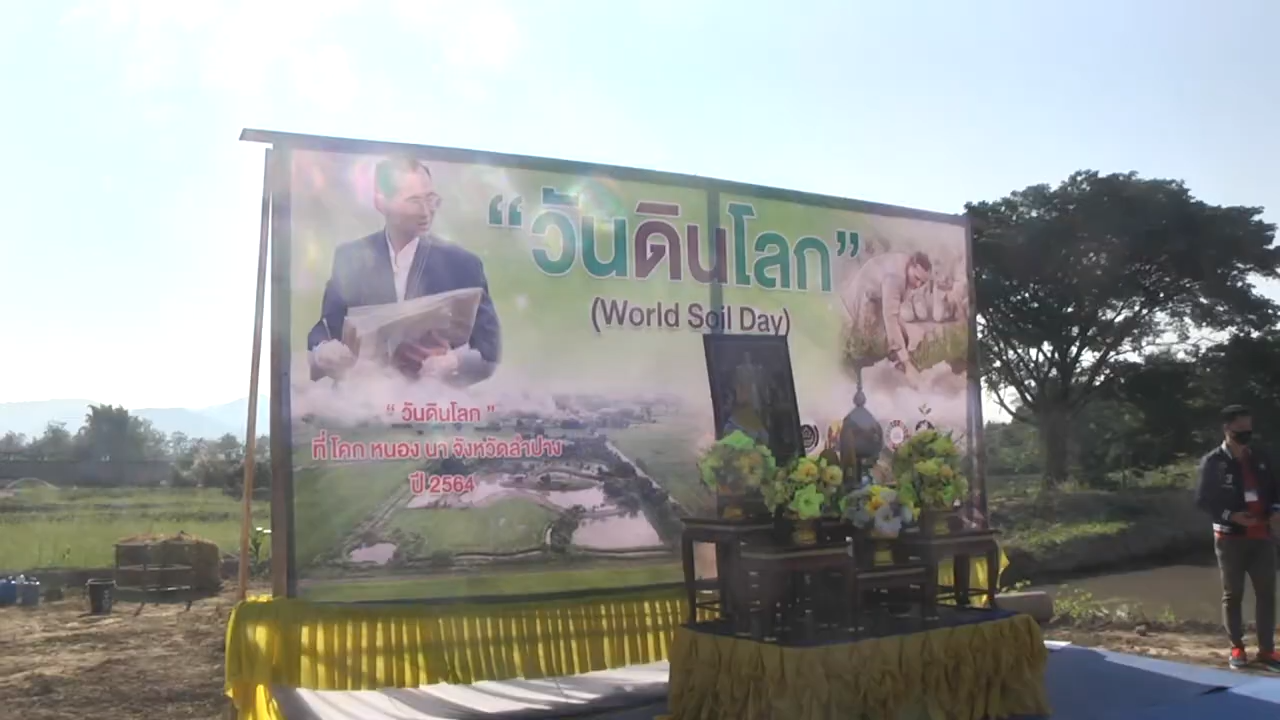 “วันดินโลก”
(World Soil Day)
“ วันดินโลก ”
ที่ โคก หนอง นา จังหวัดลำปาง
ปี 2564